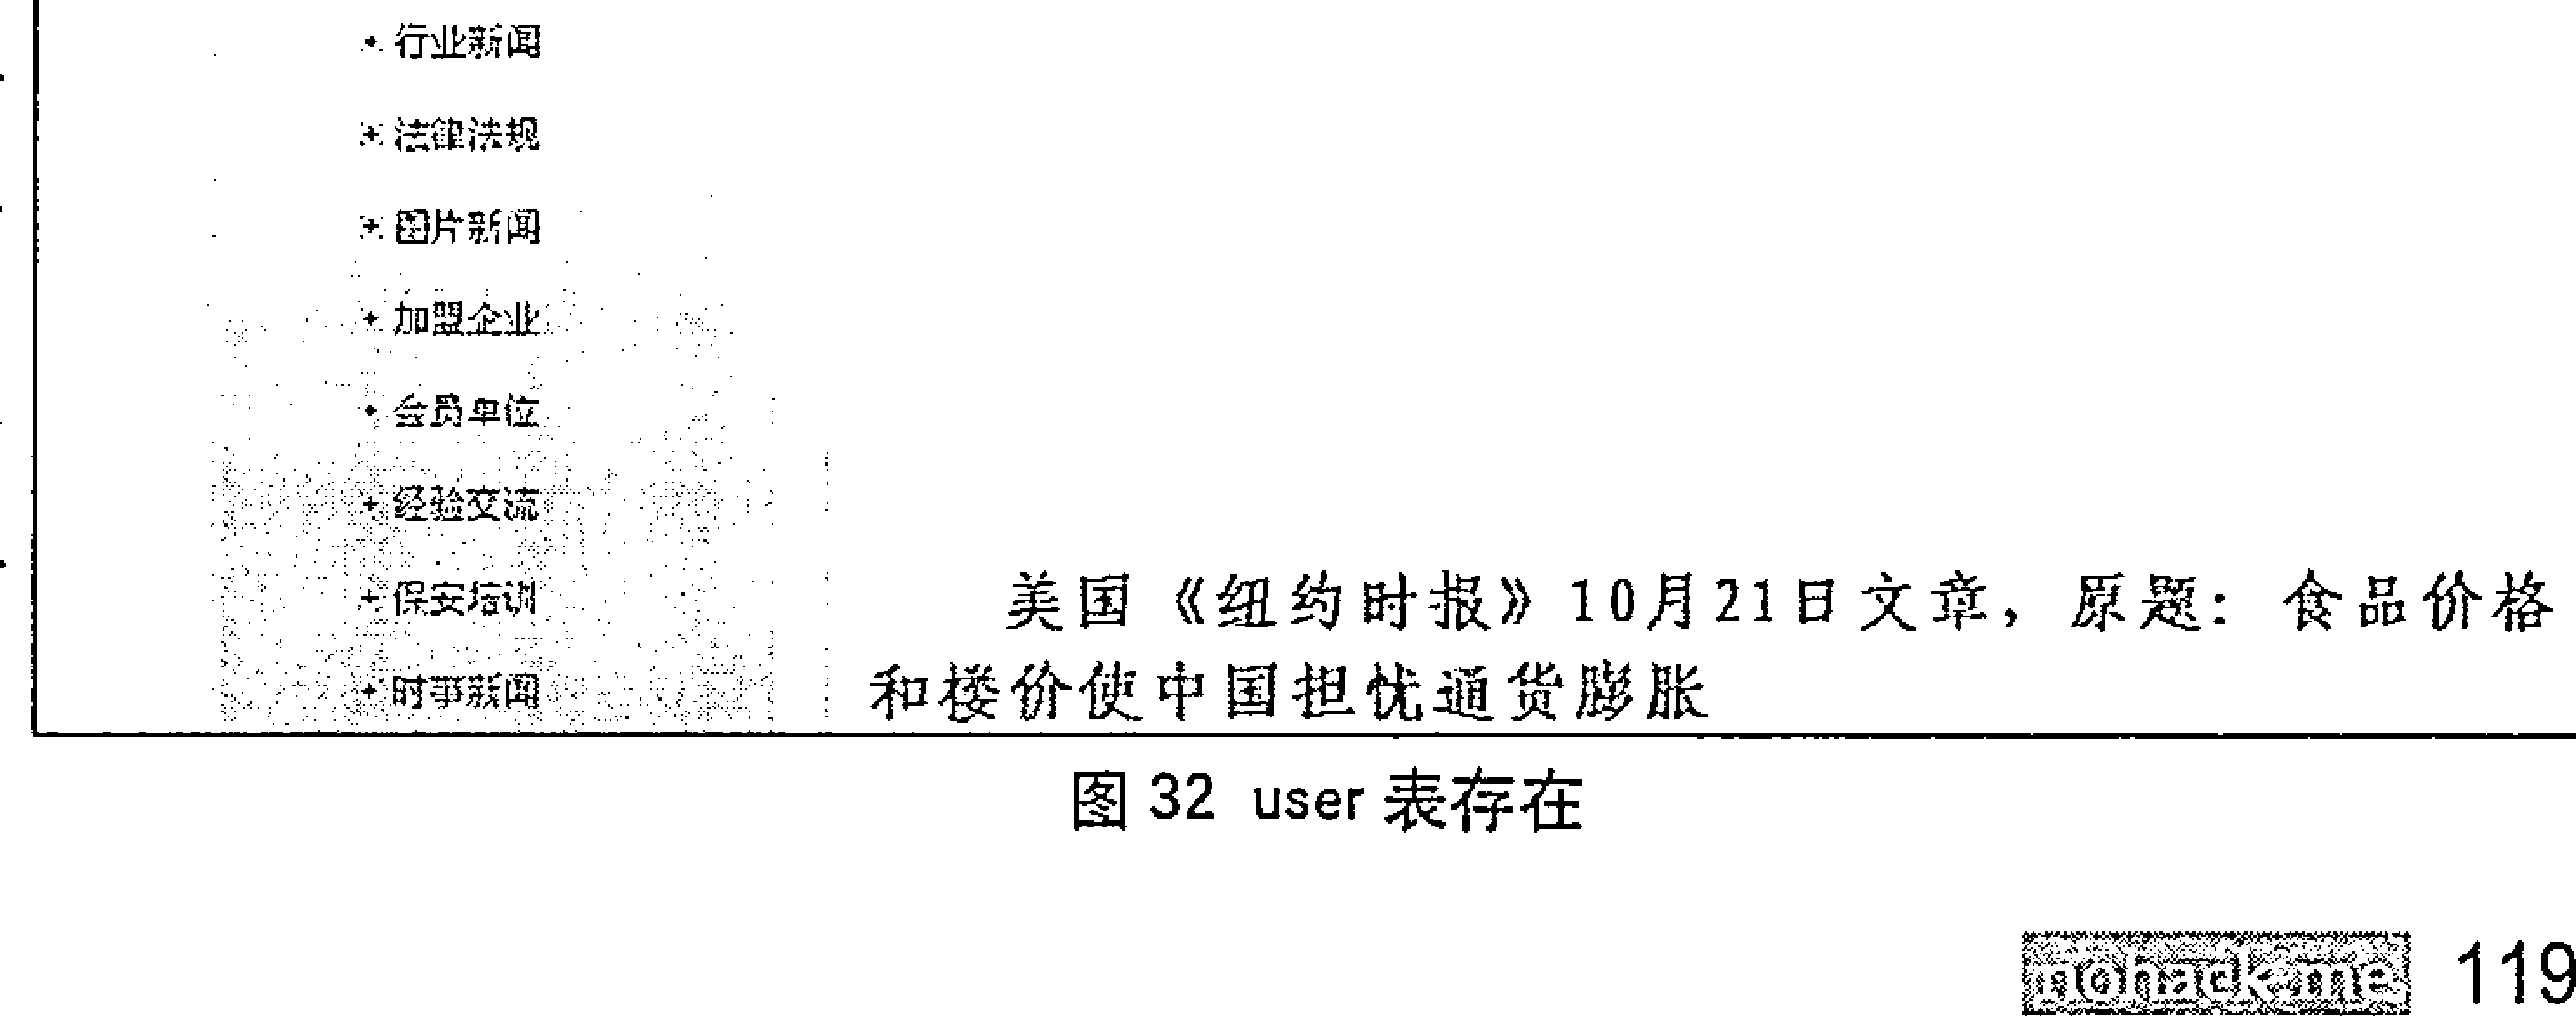 行业新闻
法律法规
图片新闻
加盟企业
会员单位
经验交流
保安培训
时事新闻
美国《纽约时报》10月21日文章，原题：食品价格
和楼价使中国担忧通货膨胀
图 32 user 表存在
nohack.me 119